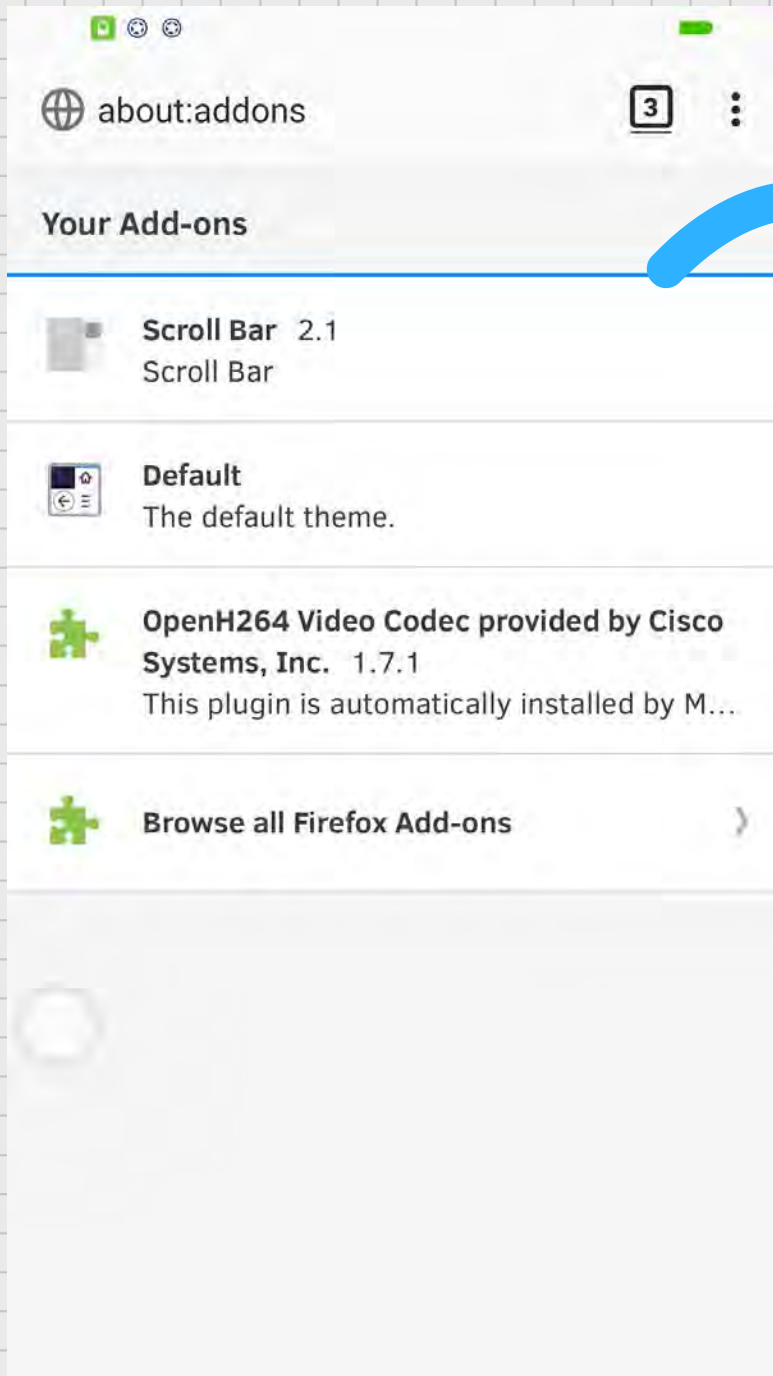 about:addons
3
Your Add-ons
Scroll Bar 2.1
Scroll Bar
Default
The default theme.
OpenH264 Video Codec provided by Cisco
Systems, Inc. 1.7.1
This plugin is automatically installed by M...
Browse all Firefox Add-ons